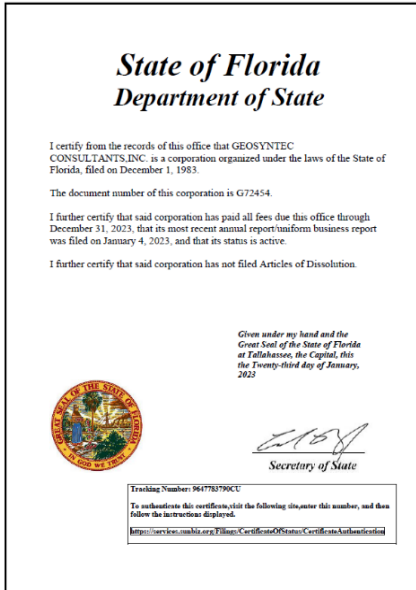 State of Florida
Department of State
I certify from the records of this office that GEOSYNTEC
CONSULTANTS,INC. is a corporation organized under the laws of the State of
Florida, filed on December 1, 1983.
The document number of this corporation is G72454.
I further certify that said corporation has paid all fees due this office through
December 31, 2023, that its most recent annual report/uniform business report
was filed on January 4, 2023, and that its status is active.
I further certify that said corporation has not filed Articles of Dissolution.
Given under my hand and the
Great Seal of the State of Florida
at Tallahassee, the Capital, this
the Twenty-third day of January,
2023
GREAT SEAL OF THE STATE OF FLORIDA
IN GOD WE TRUST
Secretary of State
Tracking Number: 9647783790CU
To authenticate this certificate,visit the following site,enter this number, and then
follow the instructions displayed.
https://services.sunbiz.org/Filings/CertificateOfStatus/CertificateAuthentication